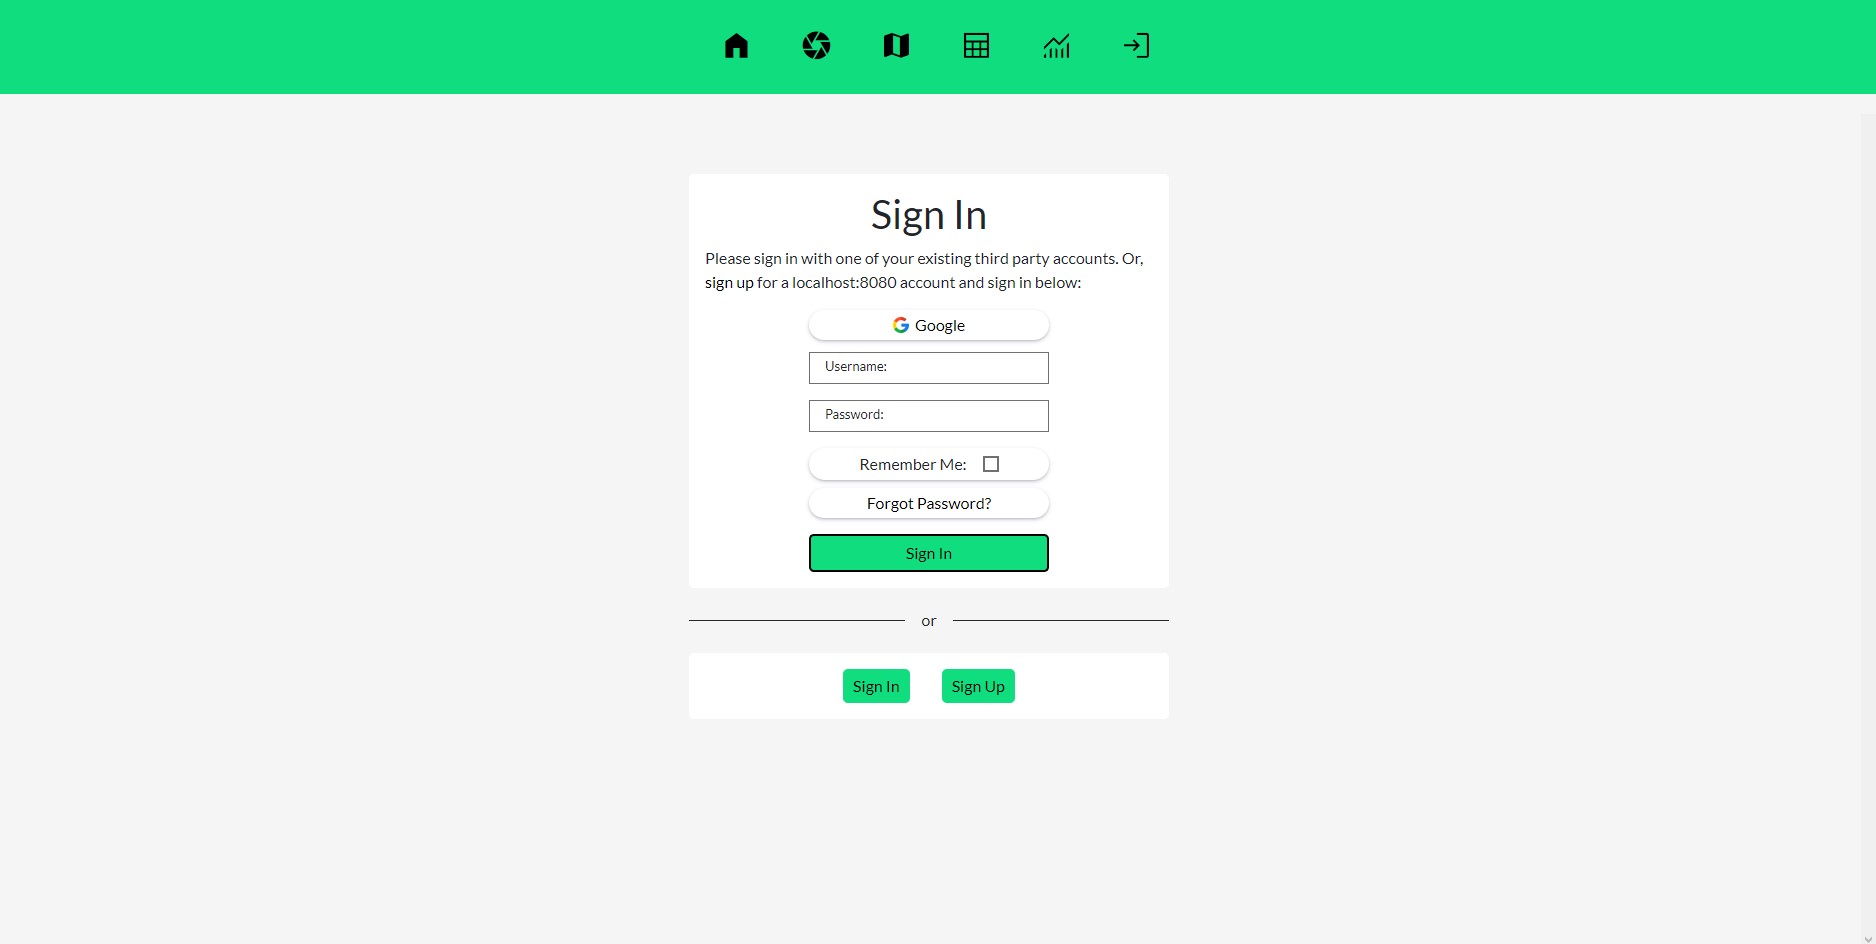 Sign In
Please sign in with one of your existing third party accounts. Or,
sign up for a localhost:8080 account and sign in below:
Google
Username:
Password:
Remember Me:
Forgot Password?
Sign In
or
Sign In
Sign Up